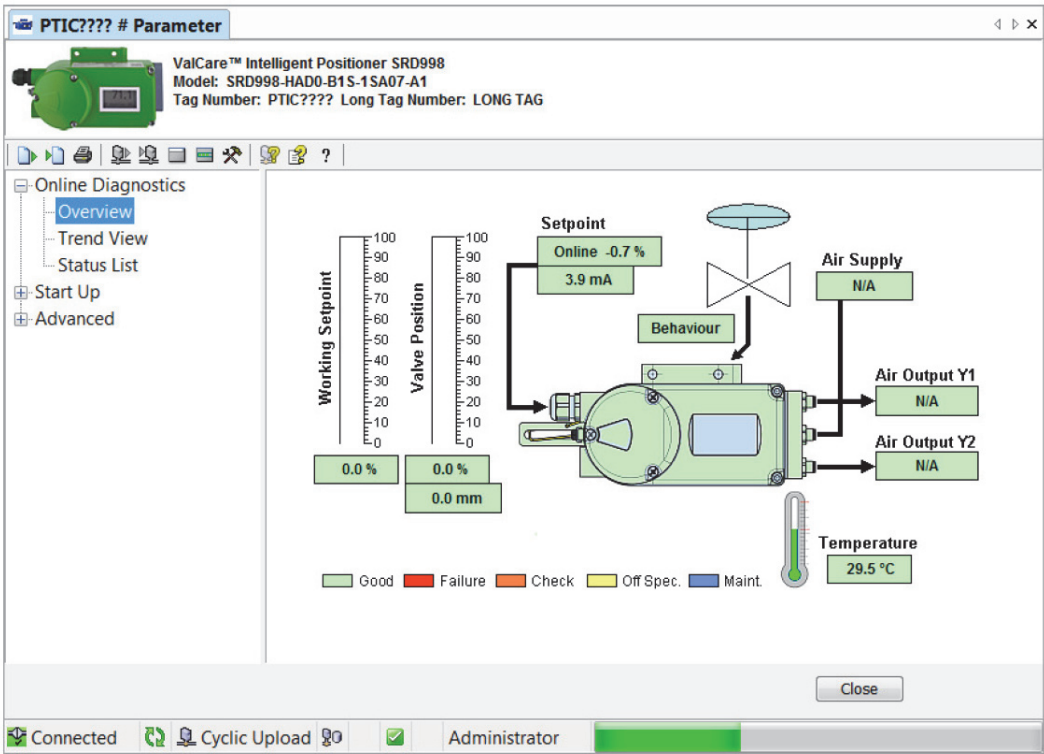 PTIC???? # Parameter
ValCare™ Intelligent Positioner SRD998
Model: SRD998-HAD0-B1S-1SA07-A1
Tag Number: PTIC???? Long Tag Number: LONG TAG
71.1
?
Online Diagnostics
Overview
Trend View
Status List
Start Up
Advanced
Working Setpoint
100
90
80
70
60
50
40
30
20
10
0
0.0 %
Valve Position
100
90
80
70
60
50
40
30
20
10
0
0.0 %
0.0 mm
Setpoint
Online -0.7 %
3.9 mA
Behaviour
Air Supply
N/A
Air Output Y1
N/A
Air Output Y2
N/A
Temperature
29.5 °C
Good Failure Check Off Spec. Maint.
Close
Connected Cyclic Upload Administrator